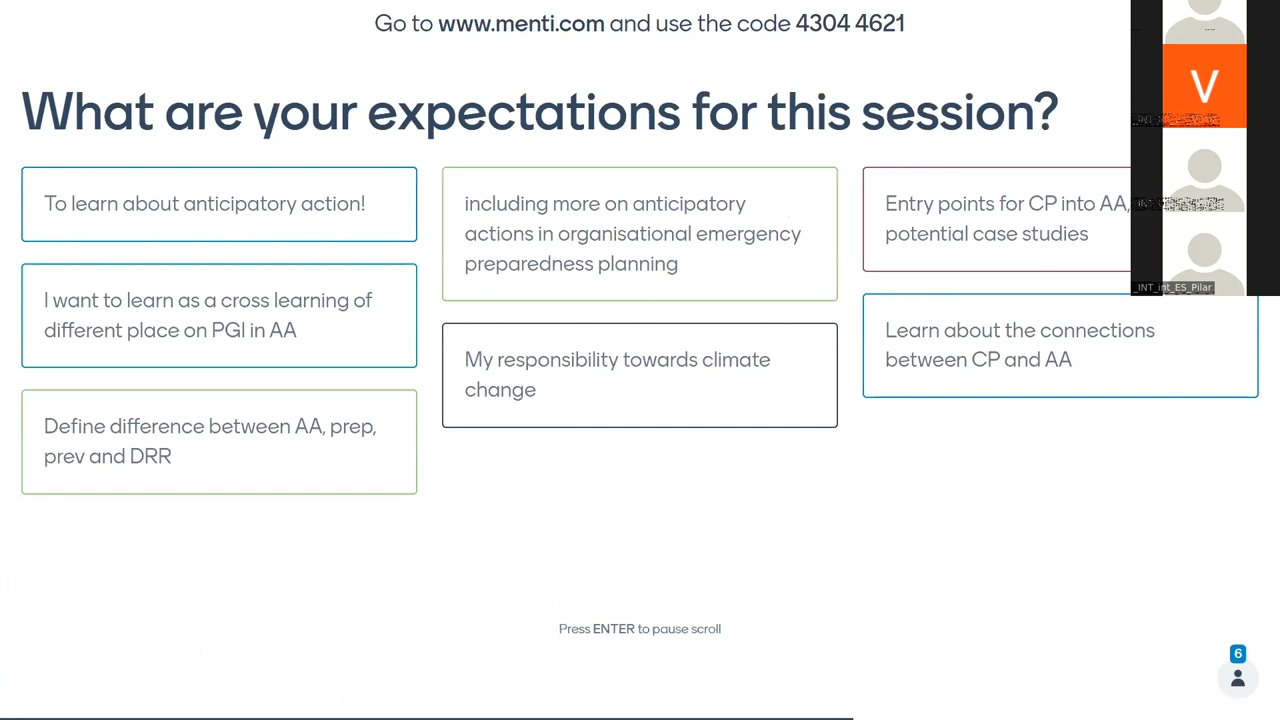 Go to www.menti.com and use the code 4304 4621
What are your expectations for this session?
To learn about anticipatory action!
I want to learn as a cross learning of
different place on PGI in AA
Define difference between AA, prep,
prev and DRR
including more on anticipatory
actions in organisational emergency
preparedness planning
My responsibility towards climate
change
Entry points for CP into AA,
potential case studies
Learn about the connections
between CP and AA
V
_INT_int_ES_Pilar
Press ENTER to pause scroll
6